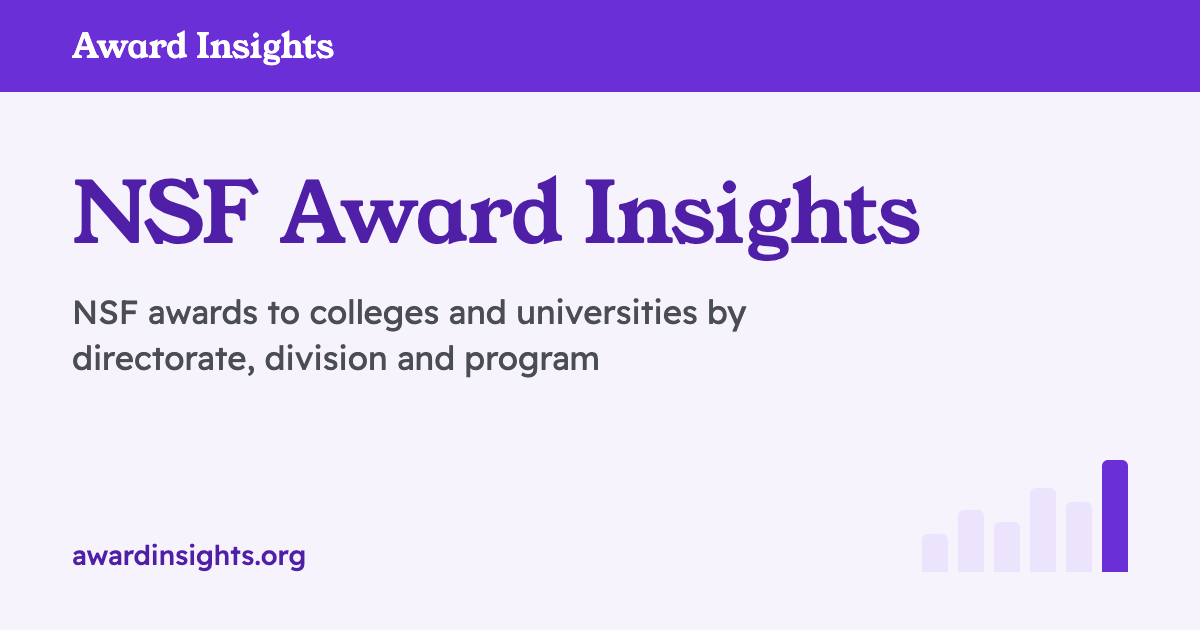 Award Insights
NSF Award Insights
NSF awards to colleges and universities by
directorate, division and program
awardinsights.org